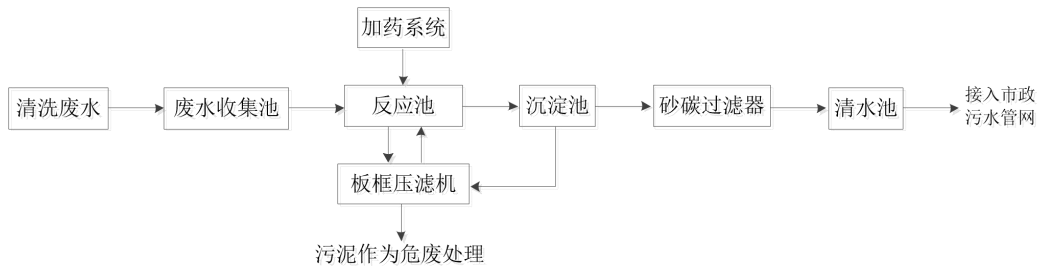 加药系统
清洗废水
废水收集池
反应池
沉淀池
砂碳过滤器
清水池
接入市政
污水管网
板框压滤机
污泥作为危废处理